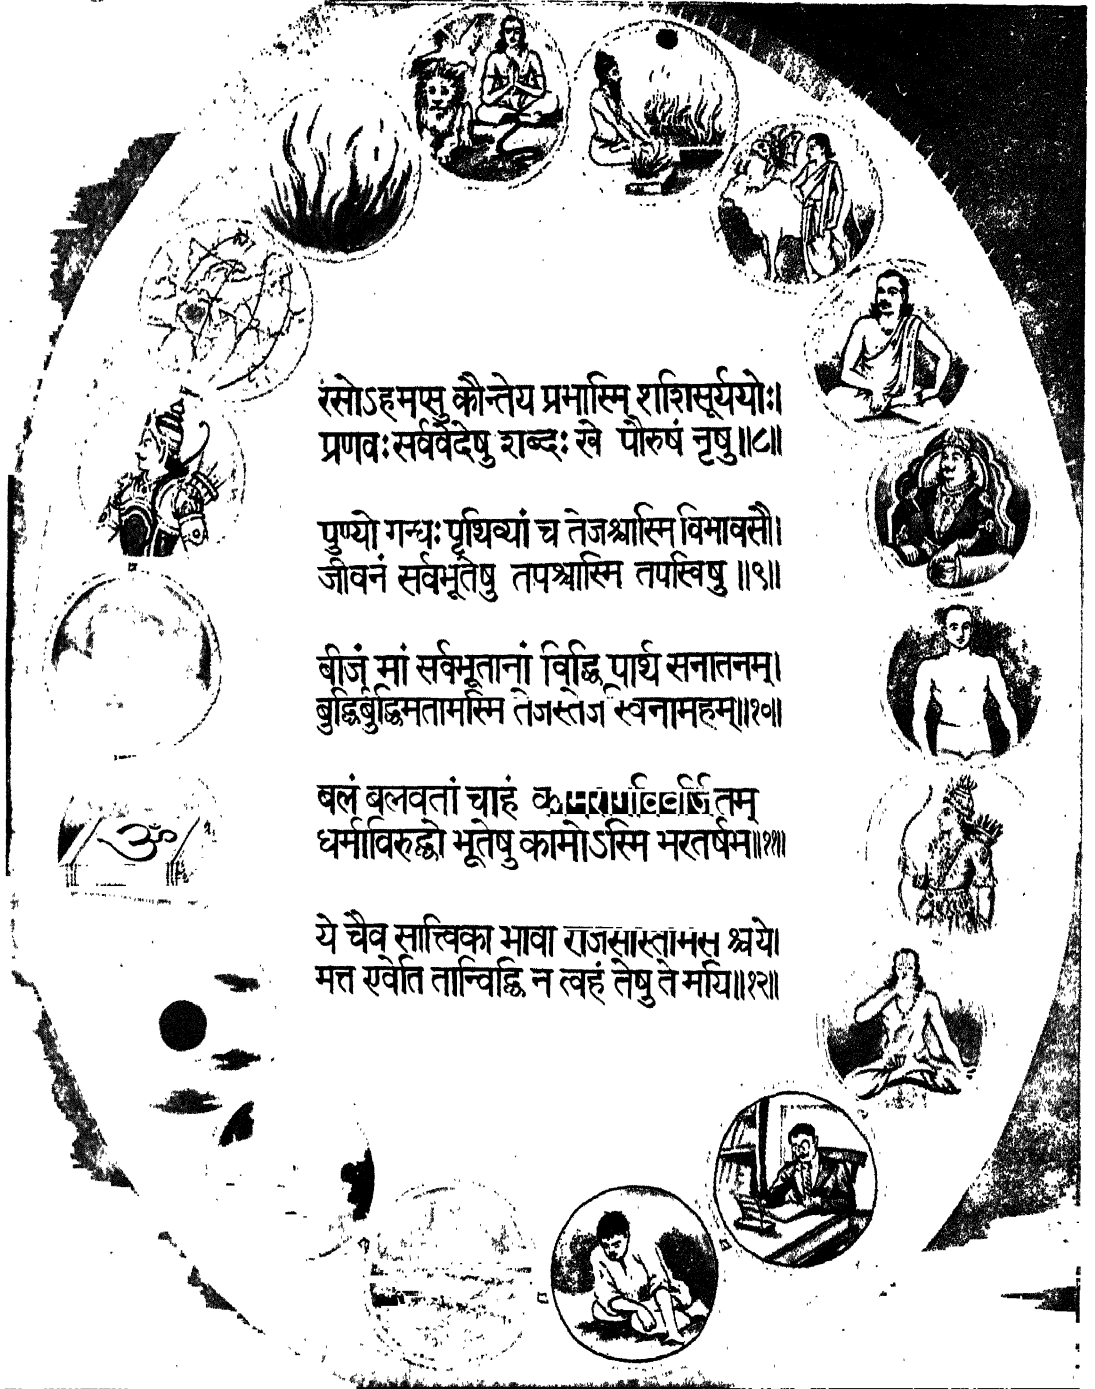 रसोऽहमप्सु कौन्तेय प्रभास्मि शशिसूर्ययोः।
प्रणवः सर्ववेदेषु शब्दः खे पौरुषं नृषु॥८॥
पुण्यो गन्धः पृथिव्यां च तेजश्चास्मि विभावसौ।
जीवनं सर्वभूतेषु तपश्चास्मि तपस्विषु॥९॥
बीजं मां सर्वभूतानां विद्धि पार्थ सनातनम्।
बुद्धिर्बुद्धिमतामस्मि तेजस्तेजस्विनामहम्॥१०॥
बलं बलवतां चाहं कामरागविवर्जितम्
धर्माविरुद्धो भूतेषु कामोऽस्मि भरतर्षभ॥११॥
ये चैव सात्त्विका भावा राजसास्तामसाश्च ये।
मत्त एवेति तान्विद्धि न त्वहं तेषु ते मयि॥१२॥
ॐ